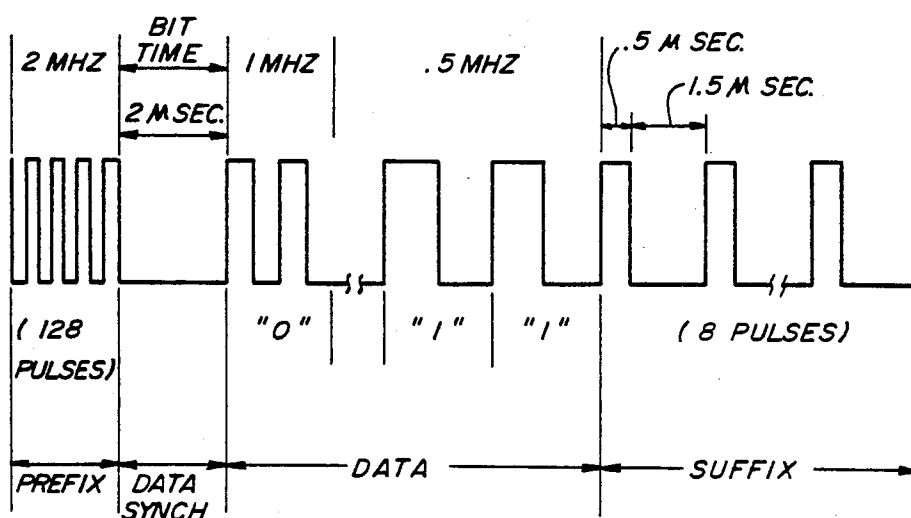 BIT
TIME
2 MHZ
1 MHZ
.5 MHZ
.5 M SEC.
1.5 M SEC.
2 M SEC.
( 128
PULSES)
"0"
"1"
"1"
( 8 PULSES)
PREFIX
DATA
SYNCH
DATA
SUFFIX